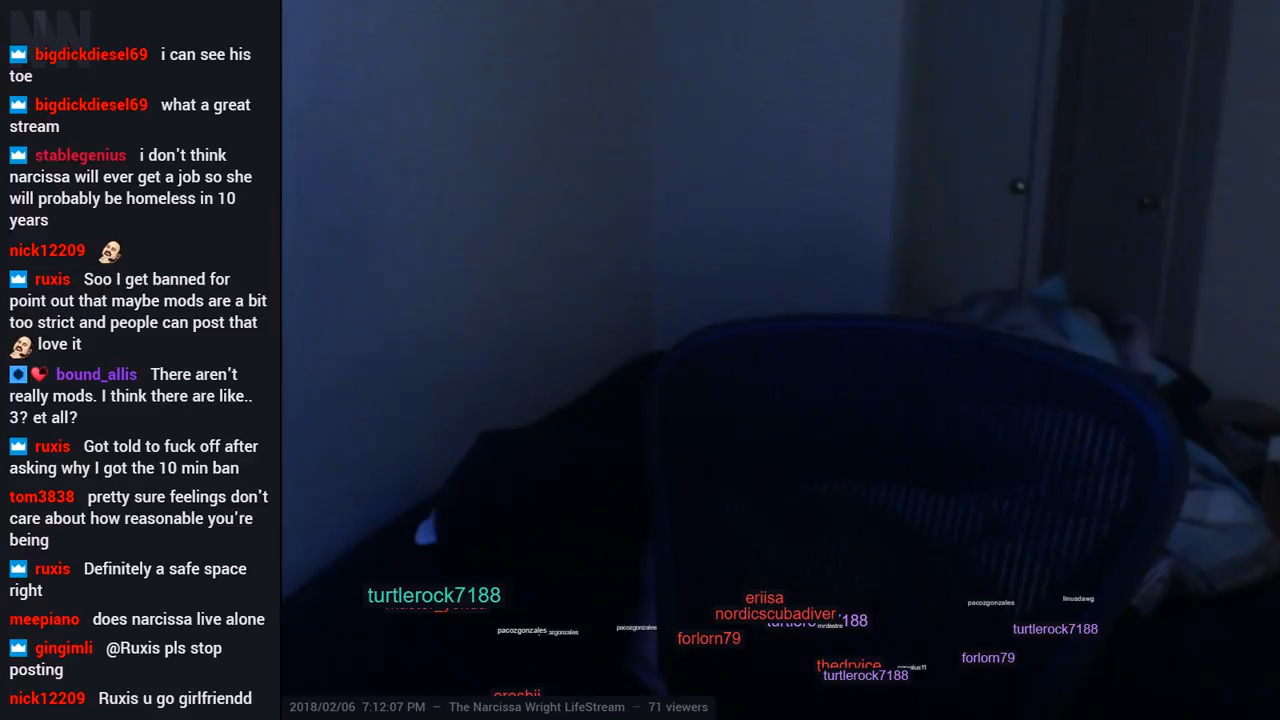 NNN
bigdickdiesel69 i can see his
toe
bigdickdiesel69 what a great
stream
stablegenius i don't think
narcissa will ever get a job so she
will probably be homeless in 10
years
nick12209
ruxis Soo I get banned for
point out that maybe mods are a bit
too strict and people can post that
love it
bound_allis There aren't
really mods. I think there are like..
3? et all?
ruxis Got told to fuck off after
asking why I got the 10 min ban
tom3838 pretty sure feelings don't
care about how reasonable you're
being
ruxis Definitely a safe space
right
meepiano does narcissa live alone
gingimli @Ruxis pls stop
posting
nick12209 Ruxis u go girlfriendd
turtlerock7188
eriisa
nordicscubadiver
pacozgonzales
linusdawg
188
mrdestre
pacozgonzales
pacozgonzales
turtlerock7188
forlorn79
forlorn79
thedrvice
turtlerock7188
2018/02/06 7:12:07 PM — The Narcissa Wright LifeStream — 71 viewers